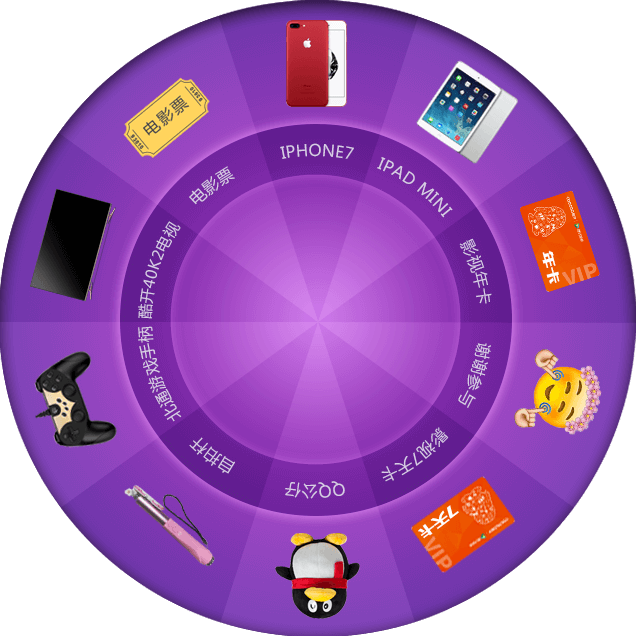 IPHONE7
IPAD MINI
影视年卡
年卡
VIP
谢谢参与
影视7天卡
7天卡
VIP
QQ公仔
自拍杆
北通游戏手柄
酷开40K2电视
电影票
电影票